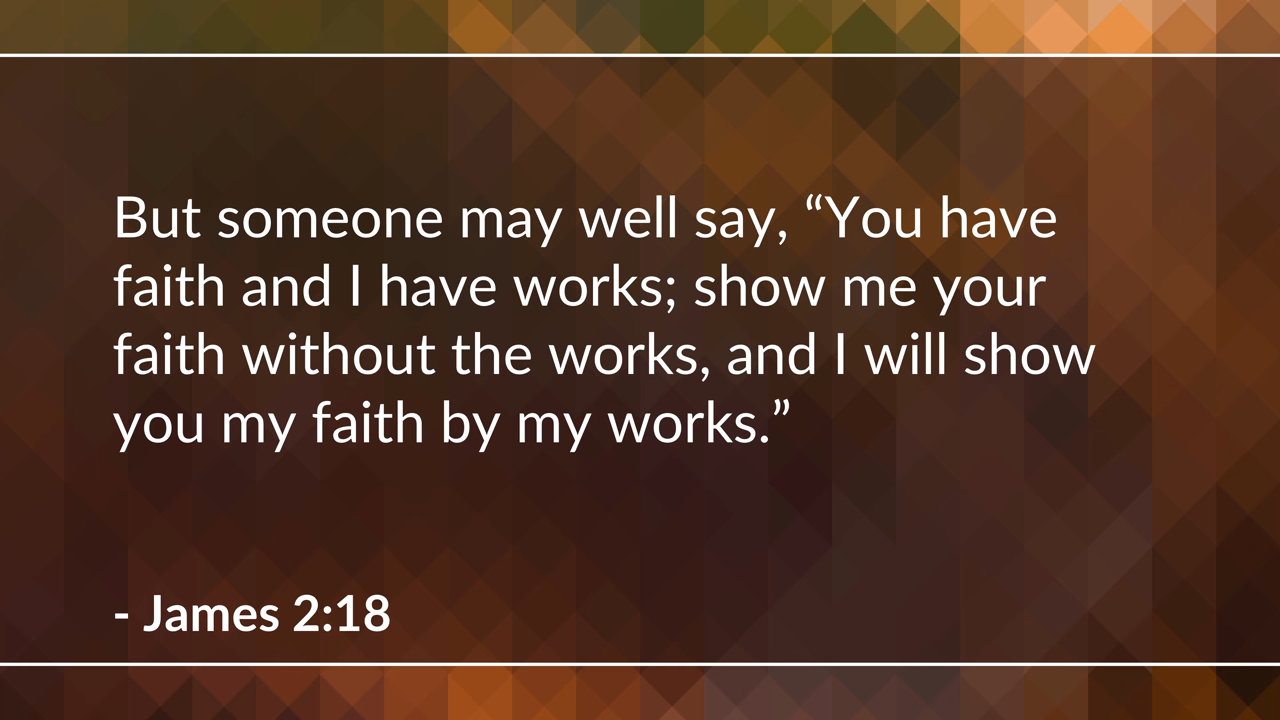 But someone may well say, “You have
faith and I have works; show me your
faith without the works, and I will show
you my faith by my works.”
- James 2:18